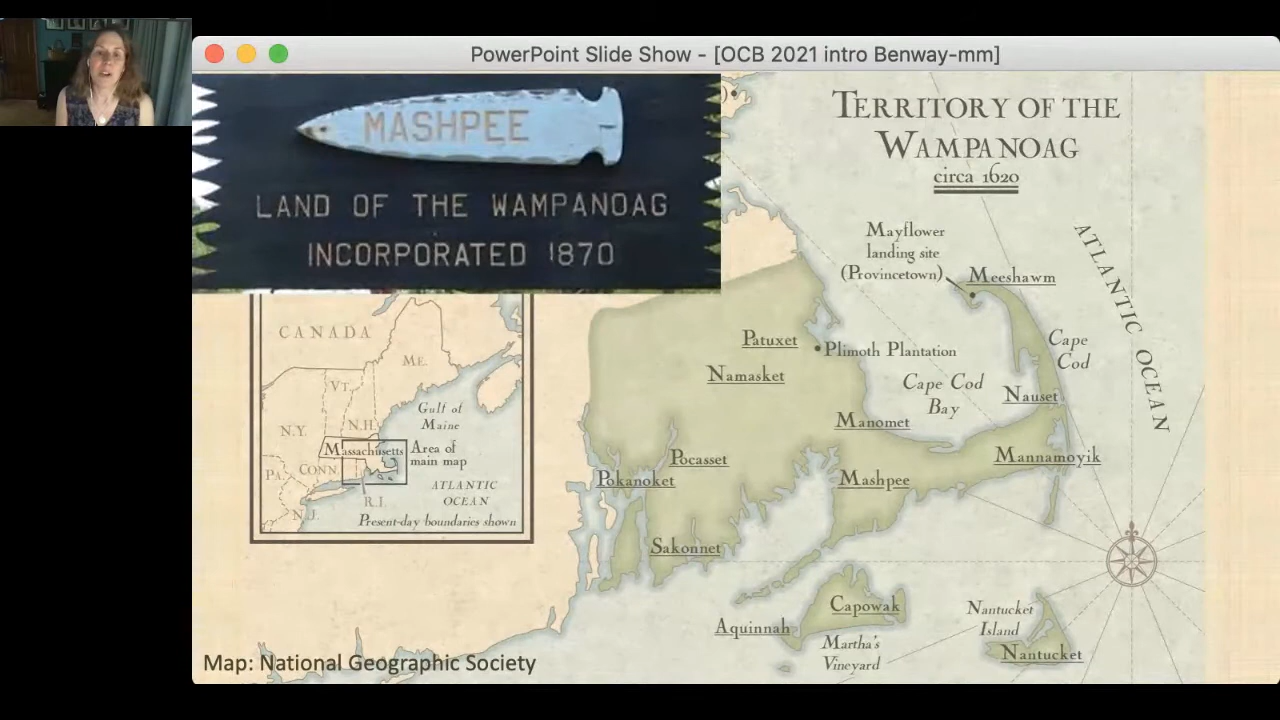 PowerPoint Slide Show - [OCB 2021 intro Benway-mm]
MASHPEE
LAND OF THE WAMPANOAG
INCORPORATED 1870
)
TERRITORY OF THE
WAMPANOAG
circa 1620
Mayflower
landing site
(Provincetown)
Meeshawm
ATLANTIC OCEAN
Patuxet
Plimoth Plantation
Cape
Cod
Namasket
Cape Cod
Bay
Nauset
Manomet
Pocasset
Mannamoyik
Pokanoket
Mashpee
Sakonnet
Capowak
Aquinnah
Martha's
Vineyard
Nantucket
Island
Nantucket
CANADA
ME.
VT.
Gulf of
Maine
N.Y.
N.H.
Massachusetts
Area of
main map
PA.
CONN.
ATLANTIC
OCEAN
R.I.
N.J.
Present-day boundaries shown
Map: National Geographic Society